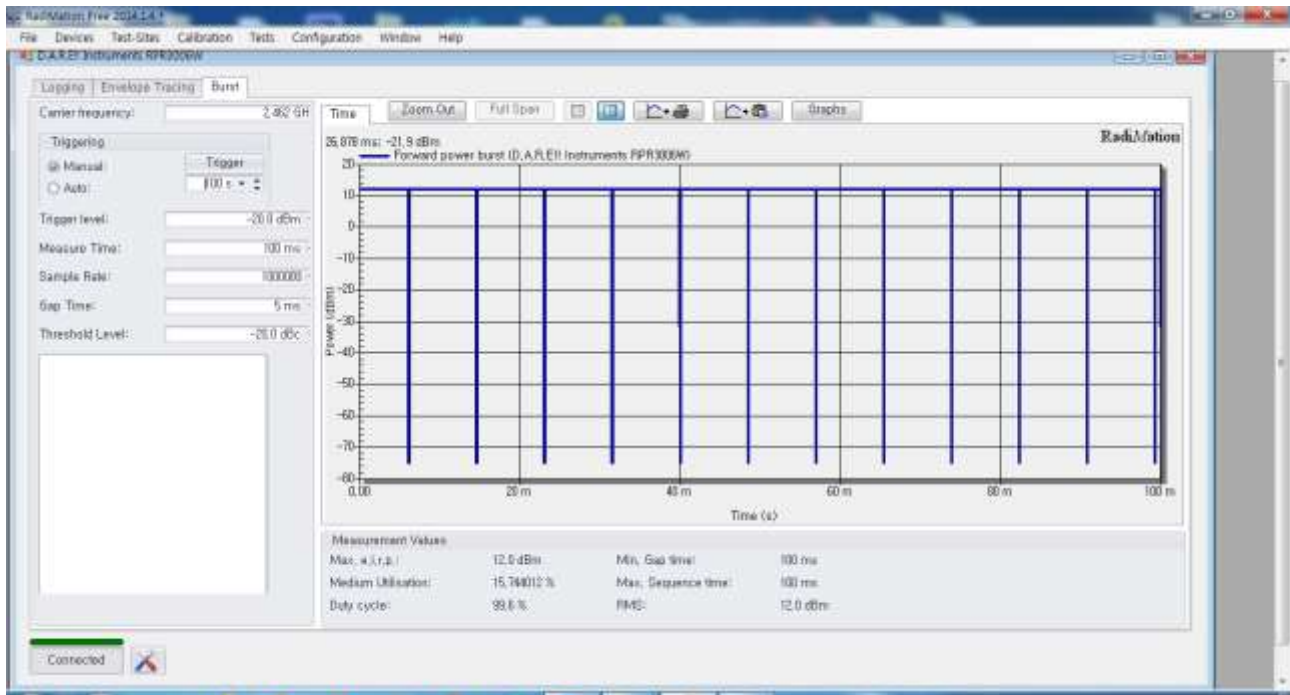 RadiMation Free 2014.1.4.1
File Devices Test-Sites Calibration Tests Configuration Window Help
D.A.R.E!! Instruments RPR3006W
Logging Envelope Tracing Burst
Carrier frequency: 2.462 GH
Triggering
Manual Trigger
Auto: 100 s
Trigger level: -20.0 dBm
Measure Time: 100 ms
Sample Rate: 1000000
Gap Time: 5 ms
Threshold Level: -20.0 dBc
Time Zoom Out Full Span Graphs
26,878 ms: -21,9 dBm
RadiMation
Forward power burst (D.A.R.E!! Instruments RPR3006W)
20
10
0
-10
-20
-30
-40
-50
-60
-70
-80
Power (dBm)
0.00 20 m 40 m 60 m 80 m 100 m
Time (s)
Measurement Values
Max. e.i.r.p.: 12.0 dBm Min. Gap time: 100 ms
Medium Utilisation: % Max. Sequence time: 100 ms
Duty cycle: 99.6 % RMS: 12.0 dBm
Connected